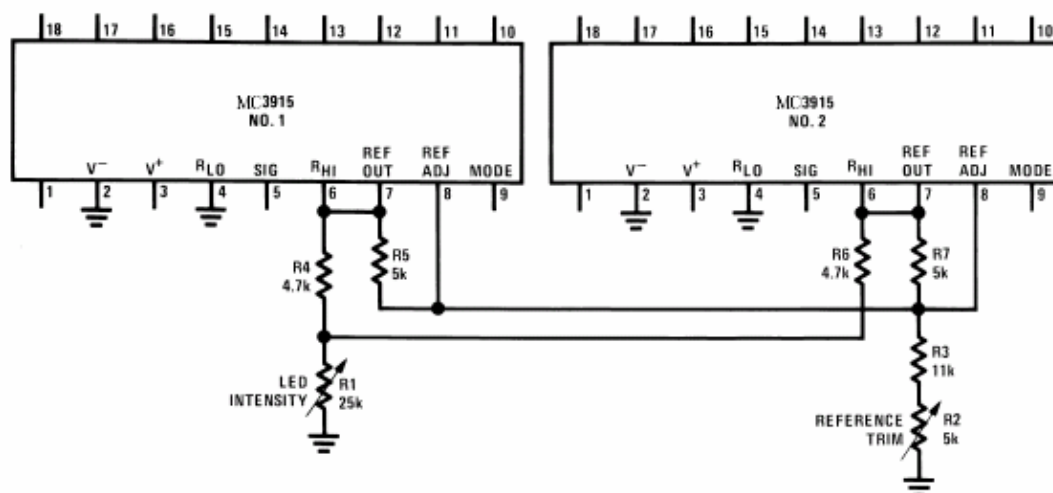 18 17 16 15 14 13 12 11 10
MC3915
NO. 1
V− V+ RLO SIG RHI REF OUT REF ADJ MODE
1 2 3 4 5 6 7 8 9
R4
4.7k
R5
5k
LED
INTENSITY
R1
25k
18 17 16 15 14 13 12 11 10
MC3915
NO. 2
V− V+ RLO SIG RHI REF OUT REF ADJ MODE
1 2 3 4 5 6 7 8 9
R6
4.7k
R7
5k
R3
11k
REFERENCE
TRIM
R2
5k